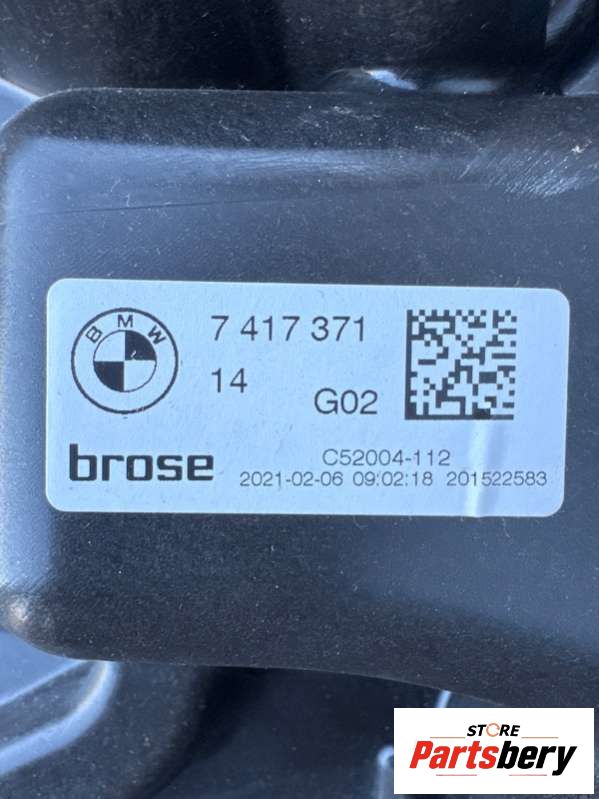 BMW
7 417 371
14
G02
brose
C52004-112
2021-02-06 09:02:18 201522583
STORE
Partsbery